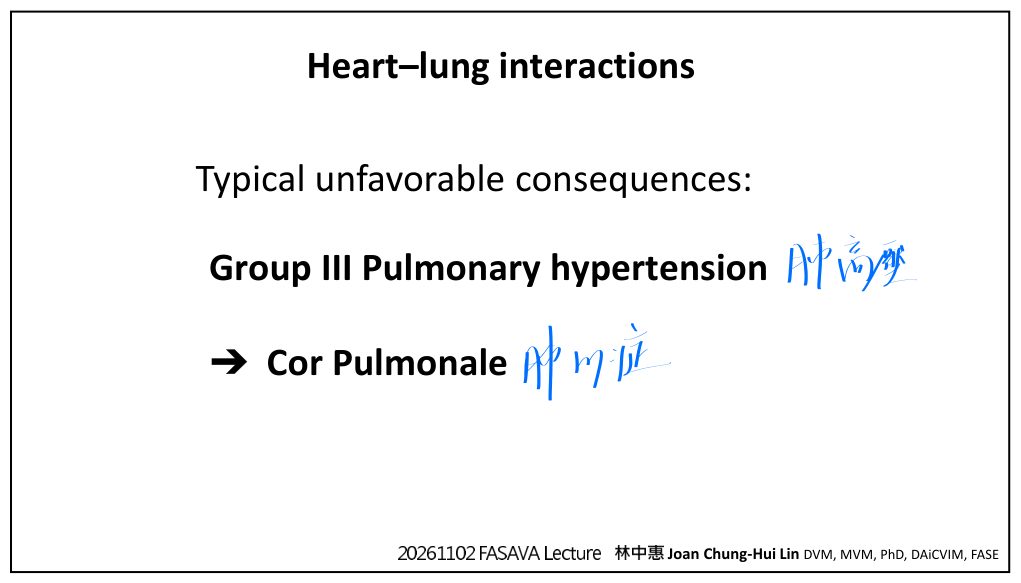 Heart–lung interactions
Typical unfavorable consequences:
Group III Pulmonary hypertension 肺高壓
➔ Cor Pulmonale 肺心症
20261102 FASAVA Lecture 林中惠 Joan Chung-Hui Lin DVM, MVM, PhD, DAiCVIM, FASE